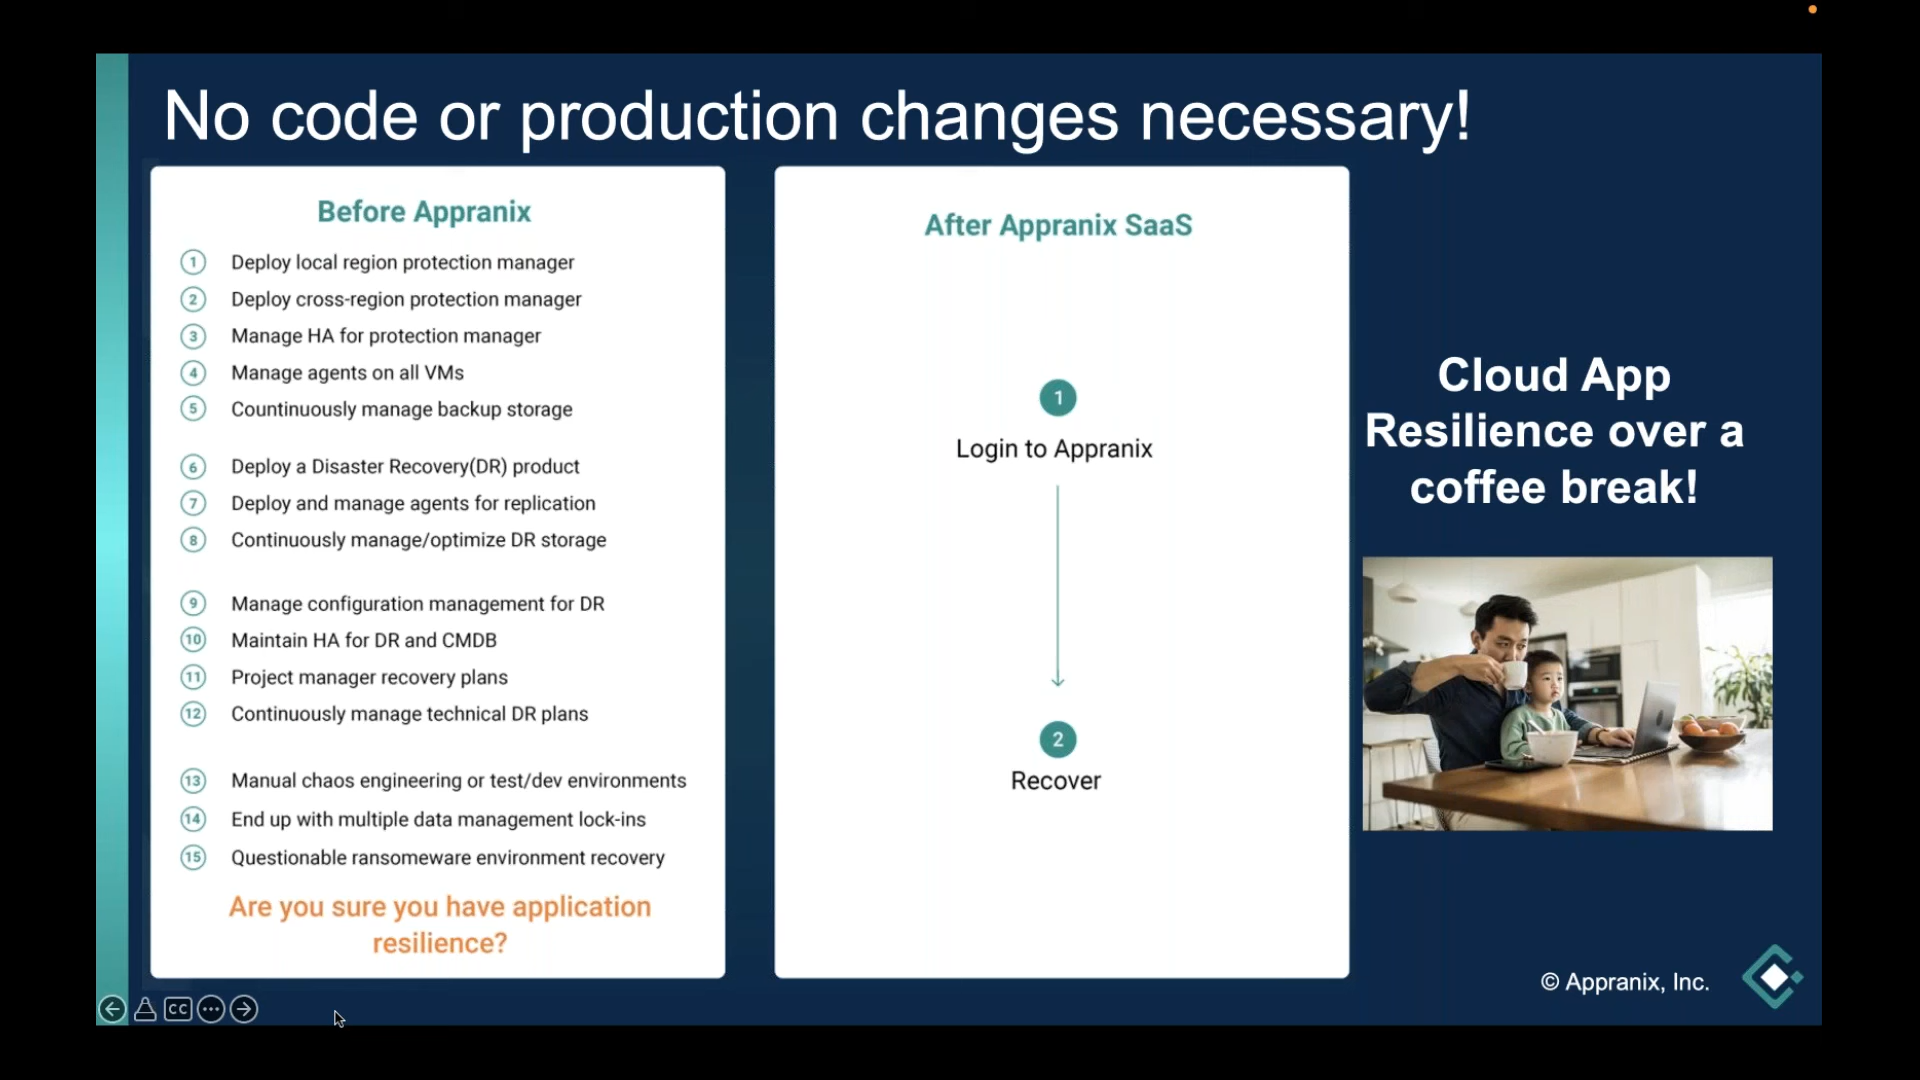 No code or production changes necessary!
Before Appranix
1 Deploy local region protection manager
2 Deploy cross-region protection manager
3 Manage HA for protection manager
4 Manage agents on all VMs
5 Countinuously manage backup storage
6 Deploy a Disaster Recovery(DR) product
7 Deploy and manage agents for replication
8 Continuously manage/optimize DR storage
9 Manage configuration management for DR
10 Maintain HA for DR and CMDB
11 Project manager recovery plans
12 Continuously manage technical DR plans
13 Manual chaos engineering or test/dev environments
14 End up with multiple data management lock-ins
15 Questionable ransomeware environment recovery
Are you sure you have application
resilience?
After Appranix SaaS
1
Login to Appranix
2
Recover
Cloud App
Resilience over a
coffee break!
© Appranix, Inc.
CC